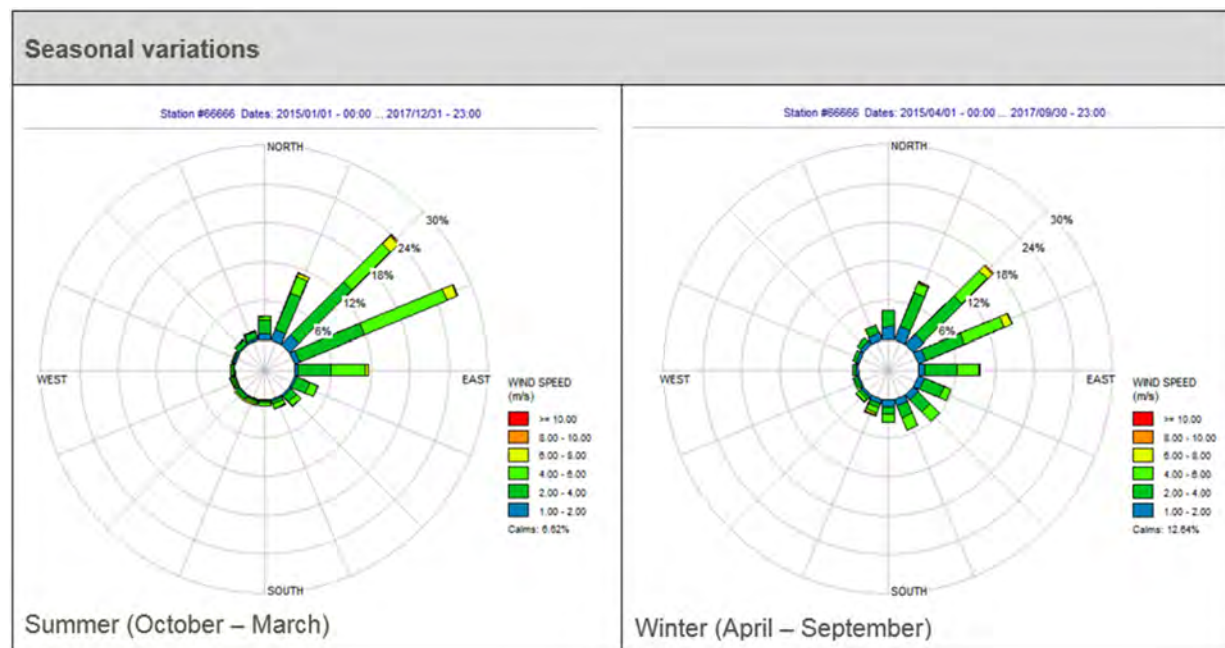 Seasonal variations
Station #66666 Dates: 2015/01/01 - 00:00 ... 2017/12/31 - 23:00
NORTH
30%
24%
18%
12%
6%
WEST
EAST
SOUTH
WIND SPEED
(m/s)
>= 10.00
8.00 - 10.00
6.00 - 8.00
4.00 - 6.00
2.00 - 4.00
1.00 - 2.00
Calms: 6.62%
Summer (October – March)
Station #66666 Dates: 2015/04/01 - 00:00 ... 2017/09/30 - 23:00
NORTH
30%
24%
18%
12%
6%
WEST
EAST
SOUTH
WIND SPEED
(m/s)
>= 10.00
8.00 - 10.00
6.00 - 8.00
4.00 - 6.00
2.00 - 4.00
1.00 - 2.00
Calms: 12.64%
Winter (April – September)